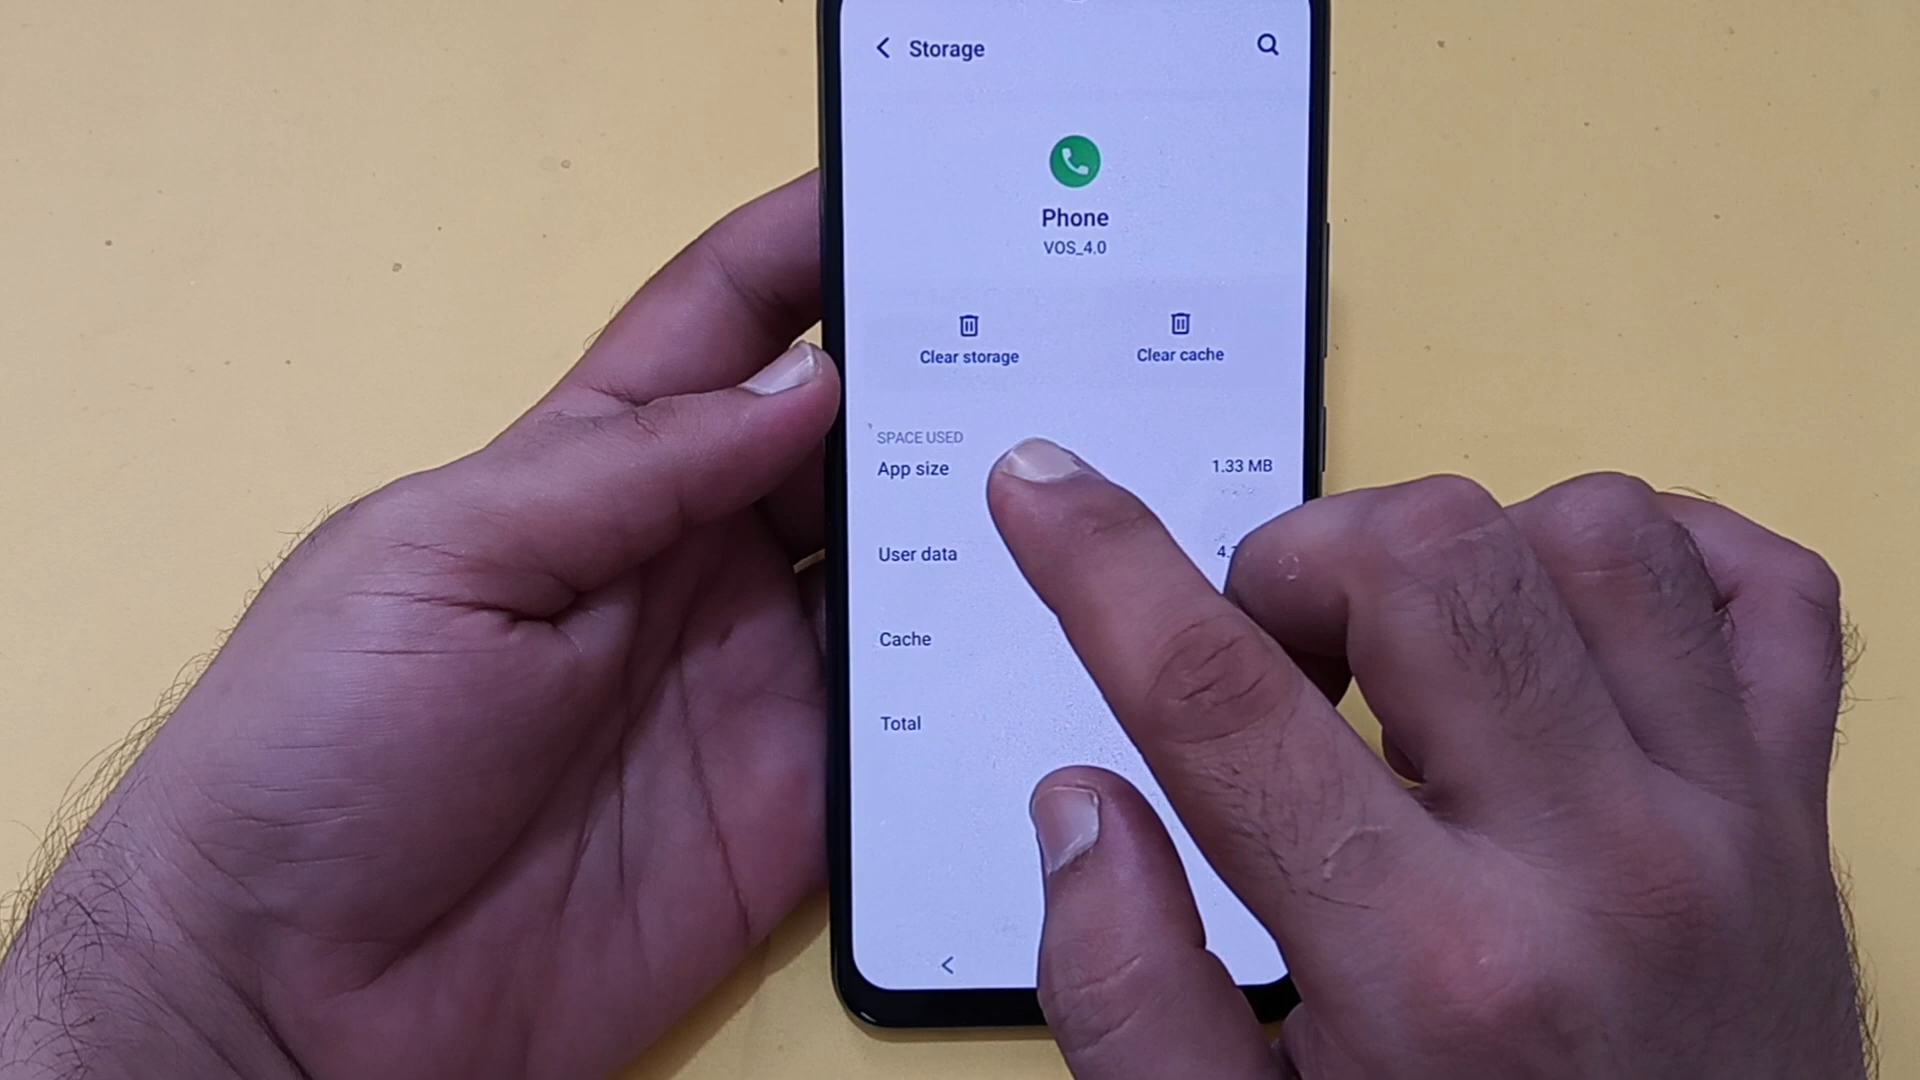 Storage
Phone
VOS_4.0
Clear storage
Clear cache
SPACE USED
App size 1.33 MB
User data
Cache
Total